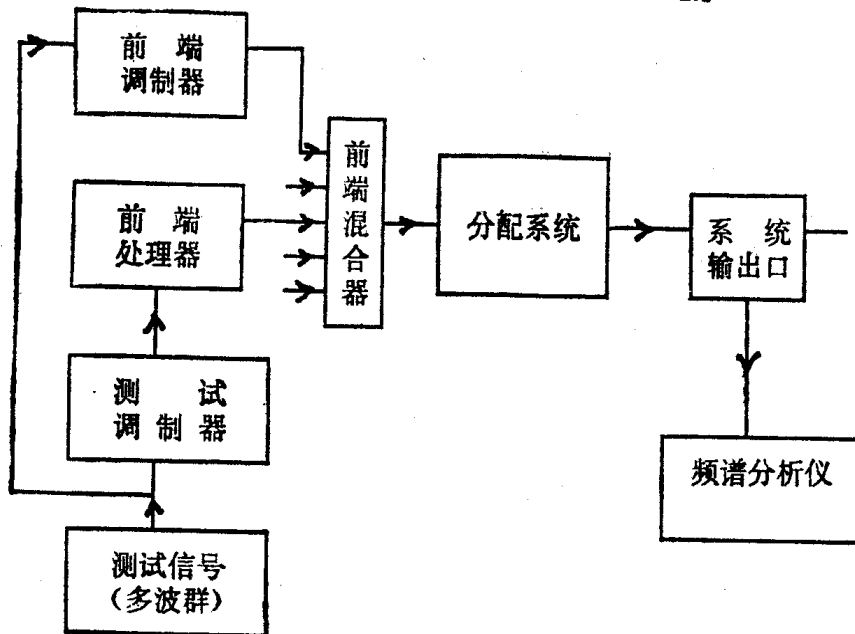 前端
调制器
前端混合器
前端
处理器
分配系统
系统
输出口
测试
调制器
频谱分析仪
测试信号
(多波群)